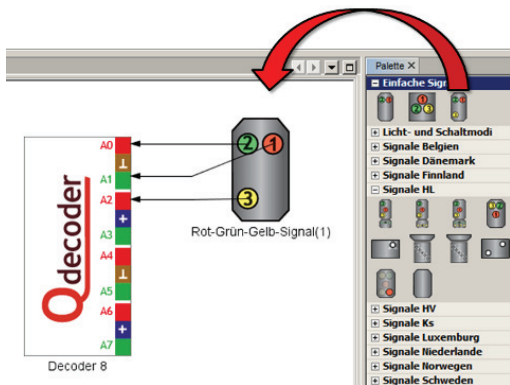 Palette X
Einfache Sig
A0
A1
A2
A3
A4
A5
A6
A7
+
+
Qdecoder
Decoder 8
2 1
3
Rot-Grün-Gelb-Signal(1)
Licht- und Schaltmodi
Signale Belgien
Signale Dänemark
Signale Finnland
Signale HL
Signale HV
Signale Ks
Signale Luxemburg
Signale Niederlande
Signale Norwegen
Signale Schweden